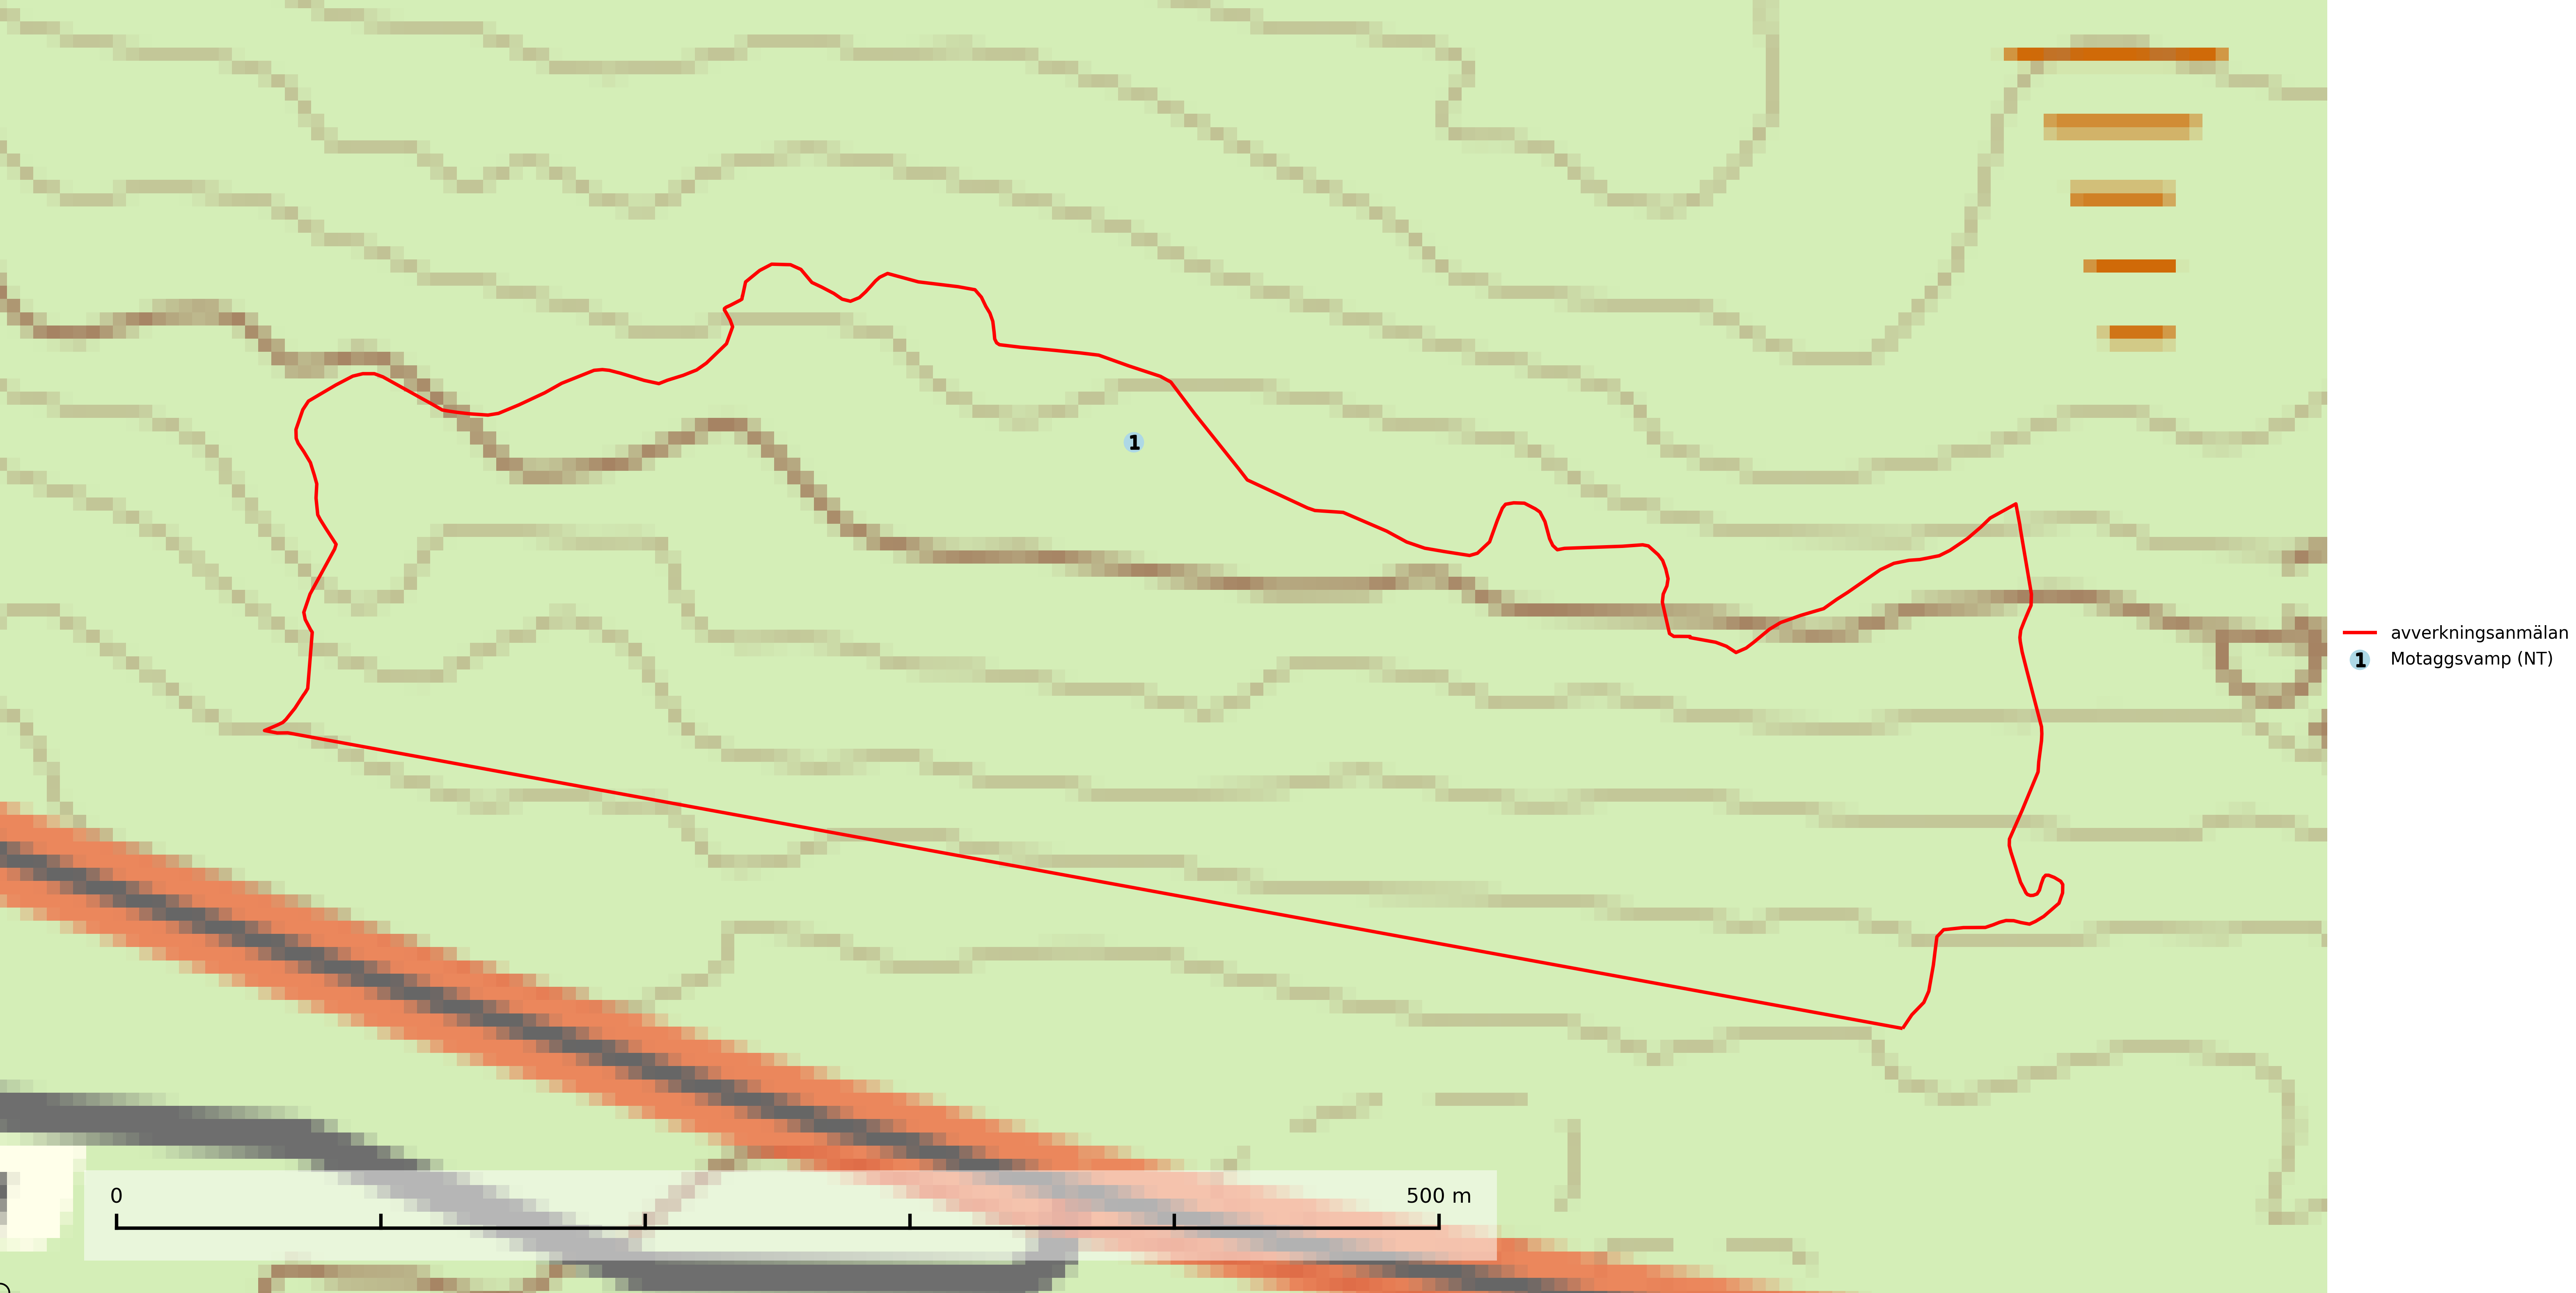 1
avverkningsanmälan
1 Motaggsvamp (NT)
0 500 m